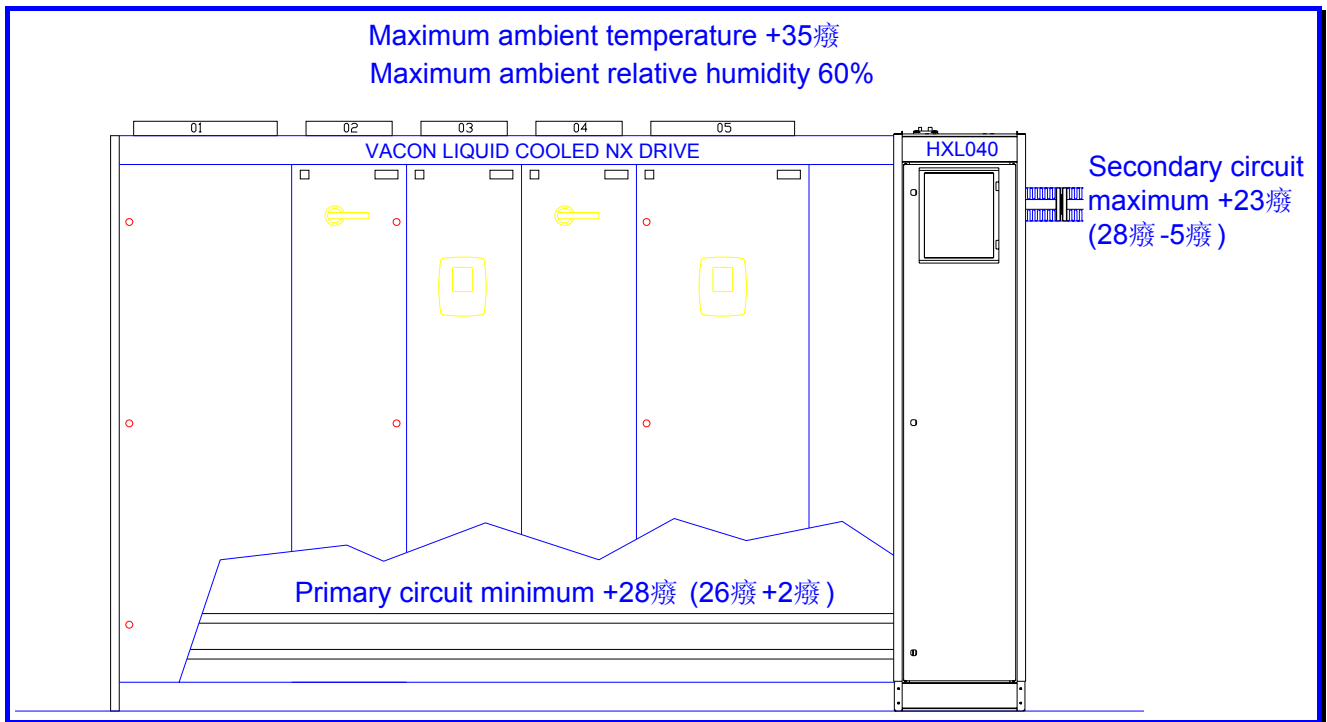 Maximum ambient temperature +35癈
Maximum ambient relative humidity 60%
01 02 03 04 05
VACON LIQUID COOLED NX DRIVE
HXL040
Secondary circuit
maximum +23癈
(28癈-5癈)
Primary circuit minimum +28癈 (26癈+2癈)